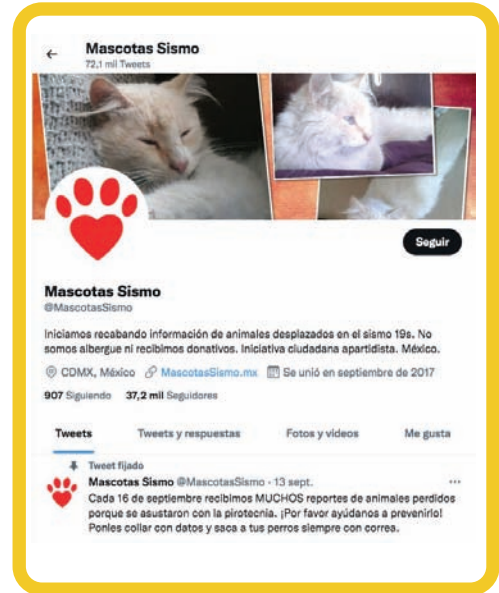 Mascotas Sismo
72,1 mil Tweets
Seguir
Mascotas Sismo
@MascotasSismo
Iniciamos recabando información de animales desplazados en el sismo 19s. No
somos albergue ni recibimos donativos. Iniciativa ciudadana apartidista. México.
CDMX, México MascotasSismo.mx Se unió en septiembre de 2017
907 Siguiendo 37,2 mil Seguidores
Tweets Tweets y respuestas Fotos y videos Me gusta
Tweet fijado
Mascotas Sismo @MascotasSismo · 13 sept. ...
Cada 16 de septiembre recibimos MUCHOS reportes de animales perdidos
porque se asustaron con la pirotecnia. ¡Por favor ayúdanos a prevenirlo!
Ponles collar con datos y saca a tus perros siempre con correa.